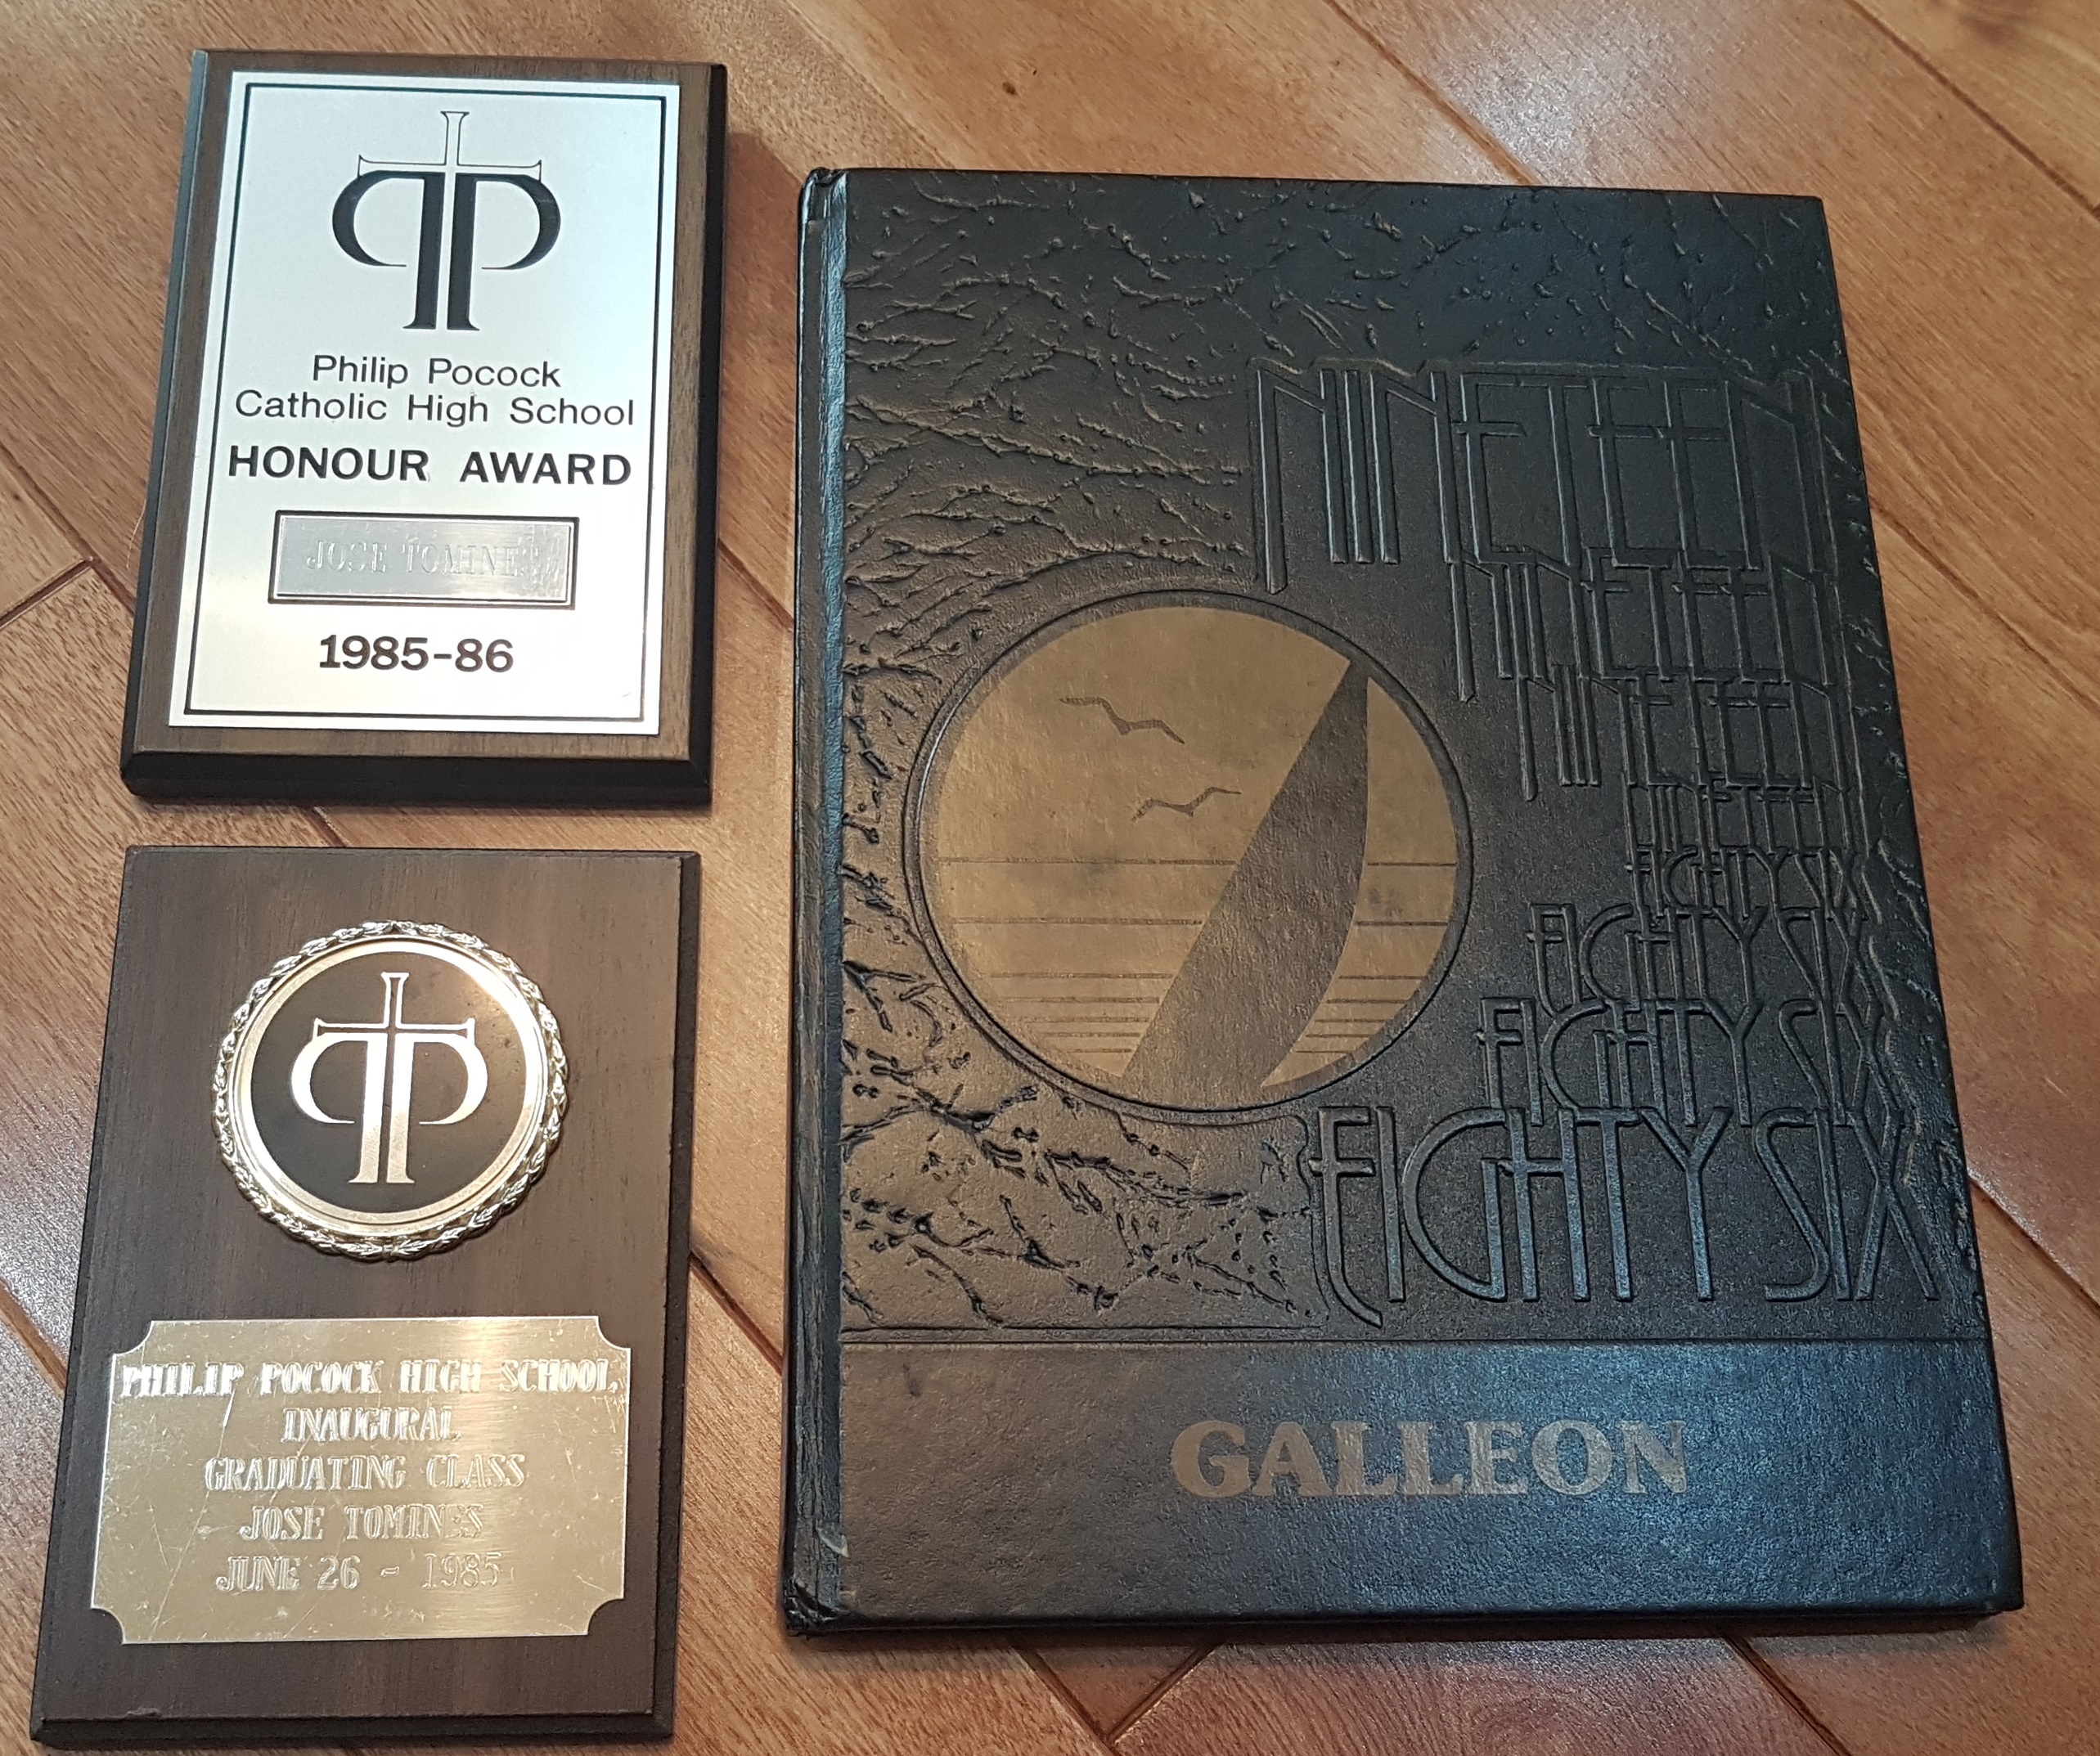 Philip Pocock
Catholic High School
HONOUR AWARD
JOSE TOMINES
1985-86
PHILIP POCOCK HIGH SCHOOL
INAUGURAL
GRADUATING CLASS
JOSE TOMINES
JUNE 26 - 1985
NINETEEN
NINETEEN
NINETEEN
NINETEEN
EIGHTY SIX
EIGHTY SIX
EIGHTY SIX
EIGHTY SIX
GALLEON